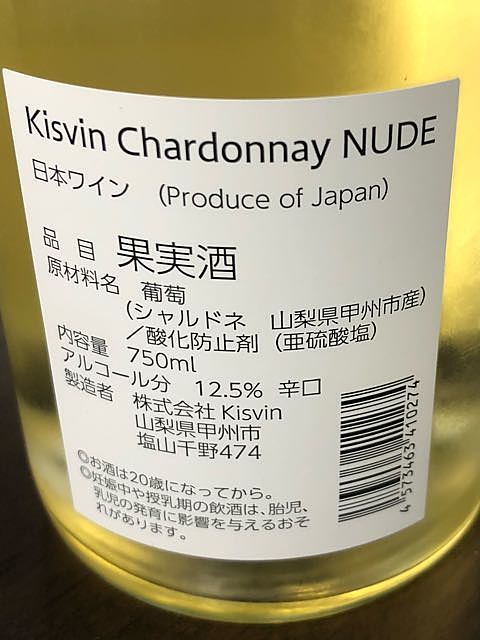 Kisvin Chardonnay NUDE
日本ワイン (Produce of Japan)
品目 果実酒
原材料名 葡萄
(シャルドネ 山梨県甲州市産)
/酸化防止剤 (亜硫酸塩)
内容量 750ml
アルコール分 12.5% 辛口
製造者 株式会社Kisvin
山梨県甲州市
塩山千野474
◎お酒は20歳になってから。
◎妊娠中や授乳期の飲酒は、胎児、
乳児の発育に影響を与えるおそ
れがあります。
4 573463 410274